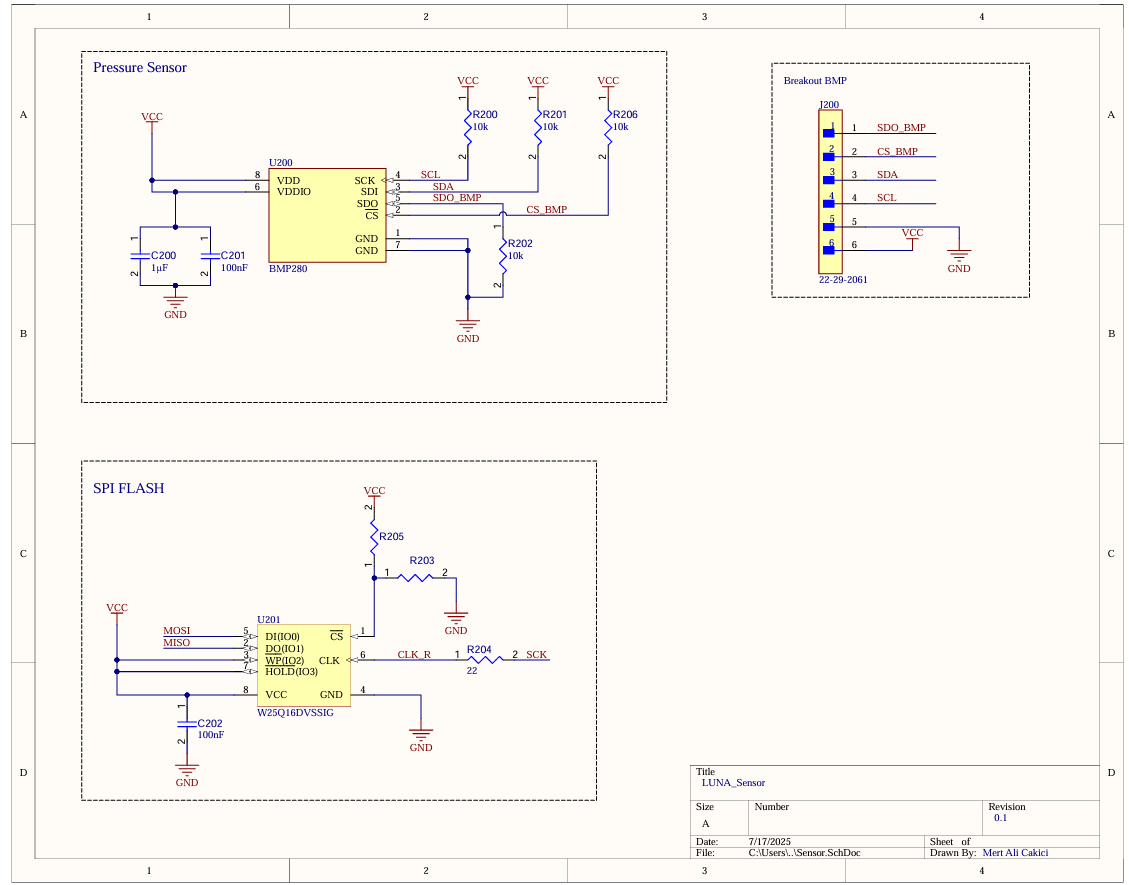 1 2 3 4
A A
B B
C C
D D
Pressure Sensor
VCC
VCC
VCC
VCC
1
R200
10k
2
1
R201
10k
2
1
R206
10k
2
U200
8 VDD
6 VDDIO
SCK 4 SCL
SDI 3 SDA
SDO 5 SDO_BMP
CS 2 CS_BMP
GND 1
GND 7
BMP280
1
C200
1µF
2
1
C201
100nF
2
GND
1
R202
10k
2
GND
Breakout BMP
J200
1 1 SDO_BMP
2 2 CS_BMP
3 3 SDA
4 4 SCL
5 5
6 6 VCC
GND
22-29-2061
SPI FLASH
VCC
2
R205
1
R203
1 2
GND
VCC
U201
MOSI 5 DI(IO0)
MISO 2 DO(IO1)
3 WP(IO2)
7 HOLD(IO3)
8 VCC
CS 1
CLK 6 CLK_R
GND 4
W25Q16DVSSIG
R204
1 2 SCK
22
1
C202
100nF
2
GND
GND
Title
LUNA_Sensor
Size Number Revision
A 0.1
Date: 7/17/2025 Sheet of
File: C:\Users\..\Sensor.SchDoc Drawn By: Mert Ali Cakici
1 2 3 4